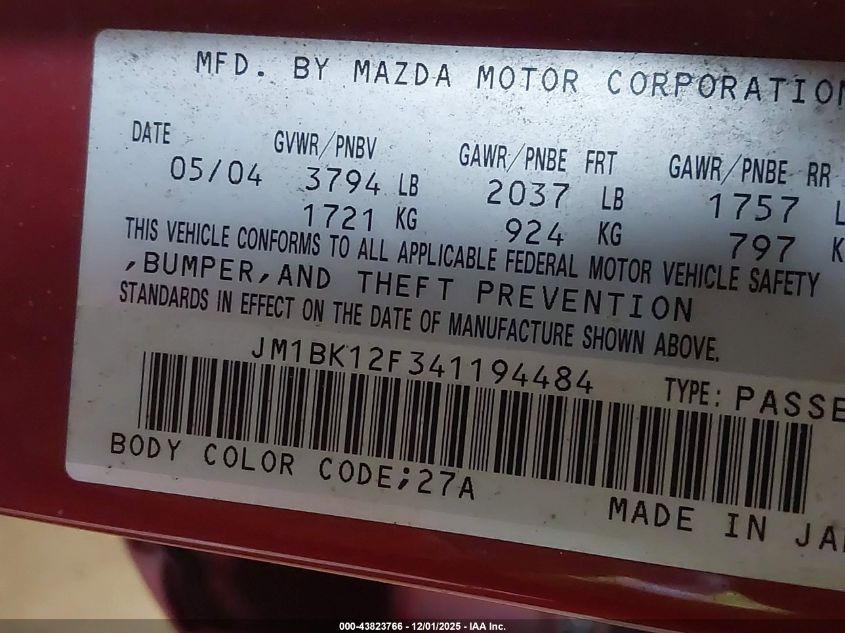 MFD. BY MAZDA MOTOR CORPORATION
DATE GVWR/PNBV GAWR/PNBE FRT GAWR/PNBE RR
05/04 3794 LB 2037 LB 1757 L
1721 KG 924 KG 797 K
THIS VEHICLE CONFORMS TO ALL APPLICABLE FEDERAL MOTOR VEHICLE SAFETY
,BUMPER,AND THEFT PREVENTION
STANDARDS IN EFFECT ON THE DATE OF MANUFACTURE SHOWN ABOVE.
JM1BK12F341194484 TYPE: PASSE
BODY COLOR CODE;27A
MADE IN JA
000-43823766 - 12/01/2025 - IAA Inc.